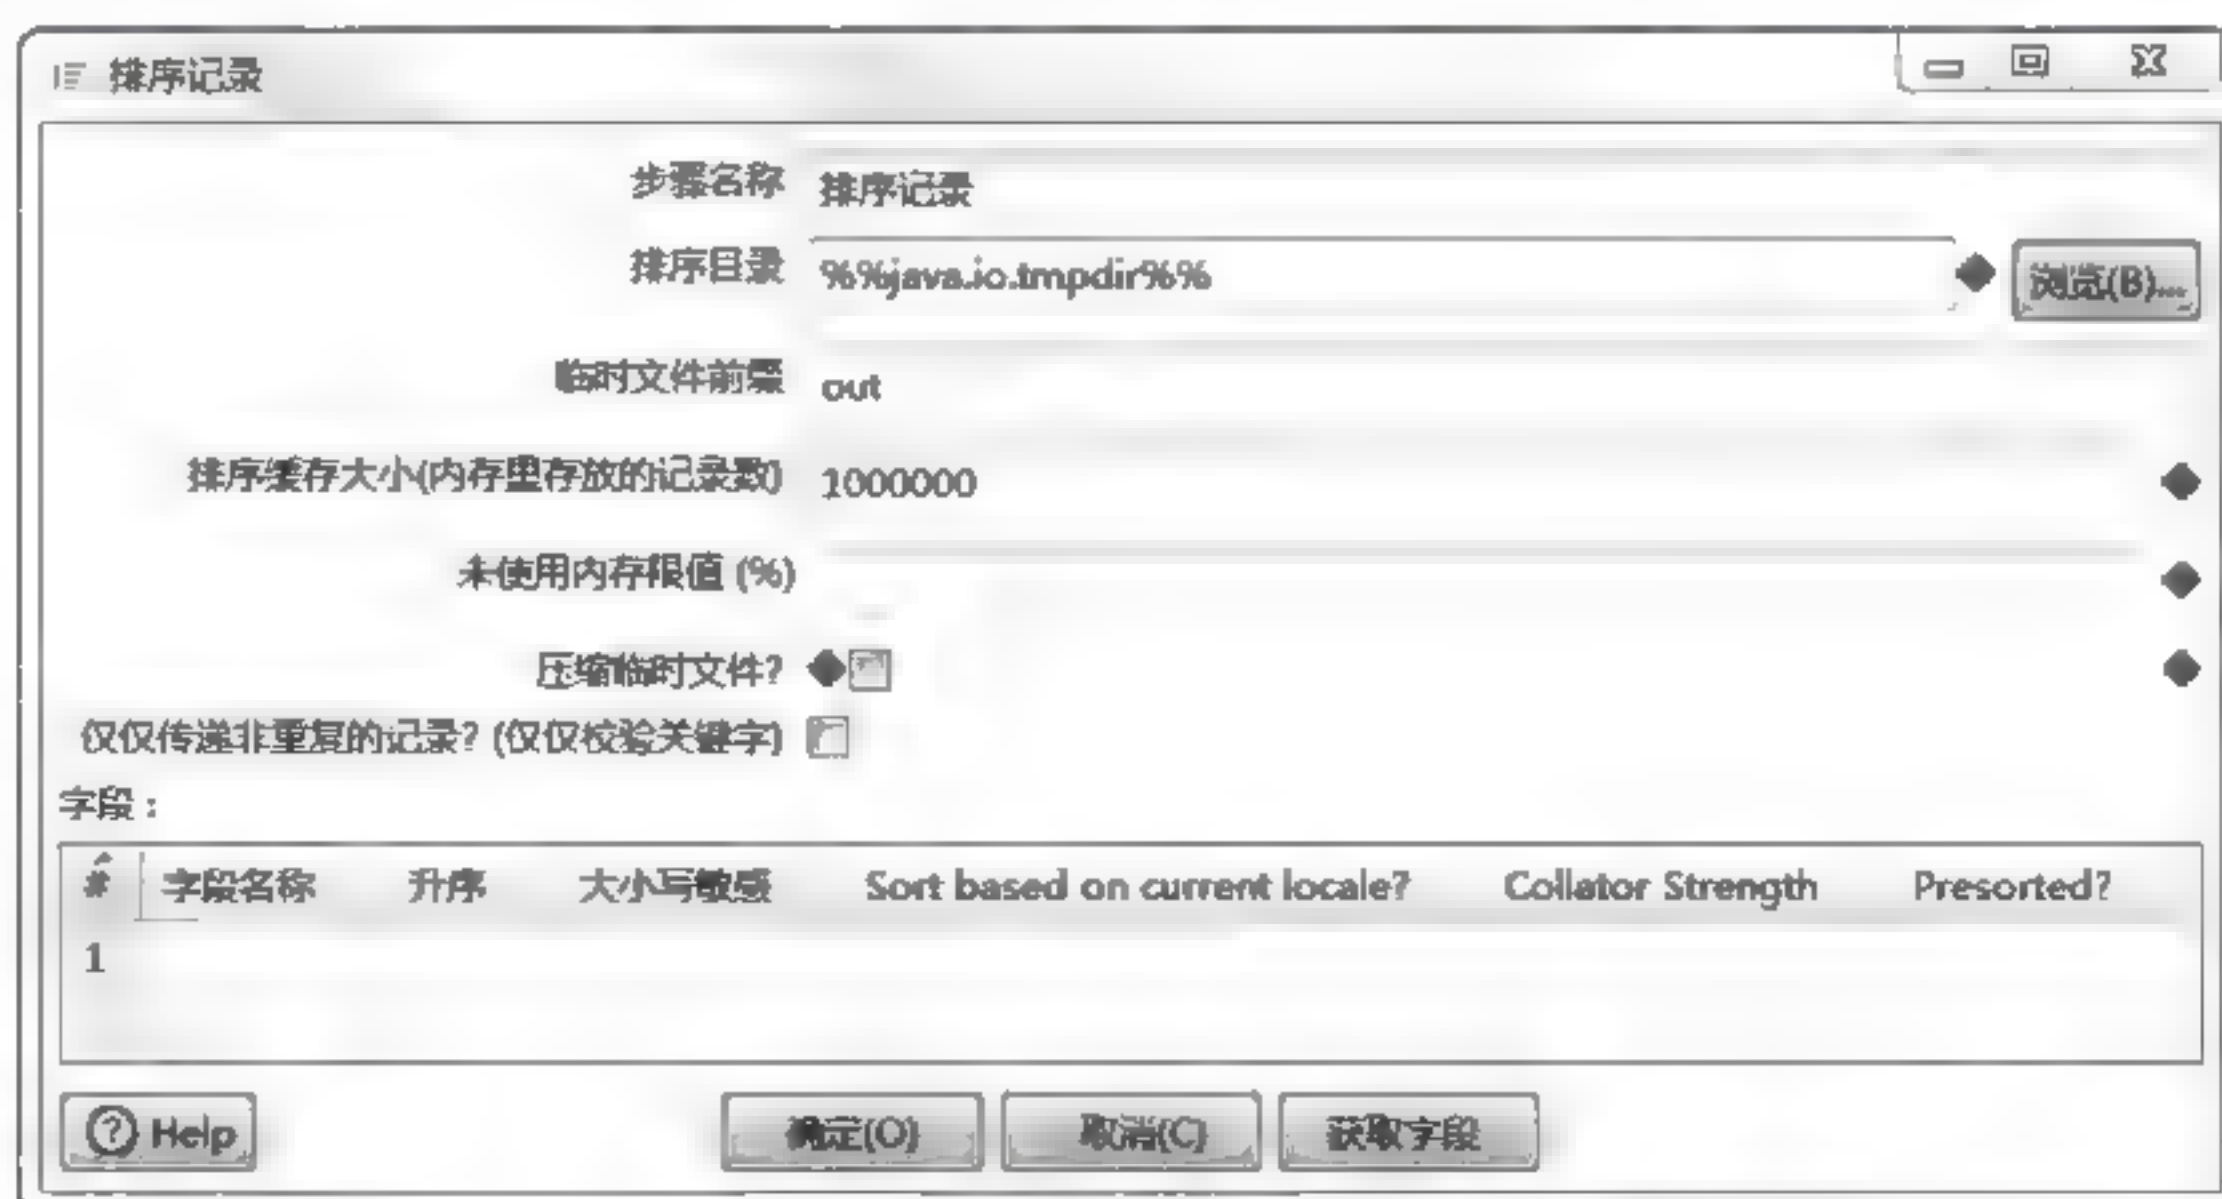 排序记录
步骤名称 排序记录
排序目录 %%java.io.tmpdir%% 浏览(B)...
临时文件前缀 out
排序缓存大小(内存里存放的记录数) 1000000
未使用内存限值 (%)
压缩临时文件?
仅仅传递非重复的记录? (仅仅校验关键字)
字段:
# 字段名称 升序 大小写敏感 Sort based on current locale? Collator Strength Presorted?
1
Help 确定(O) 取消(C) 获取字段